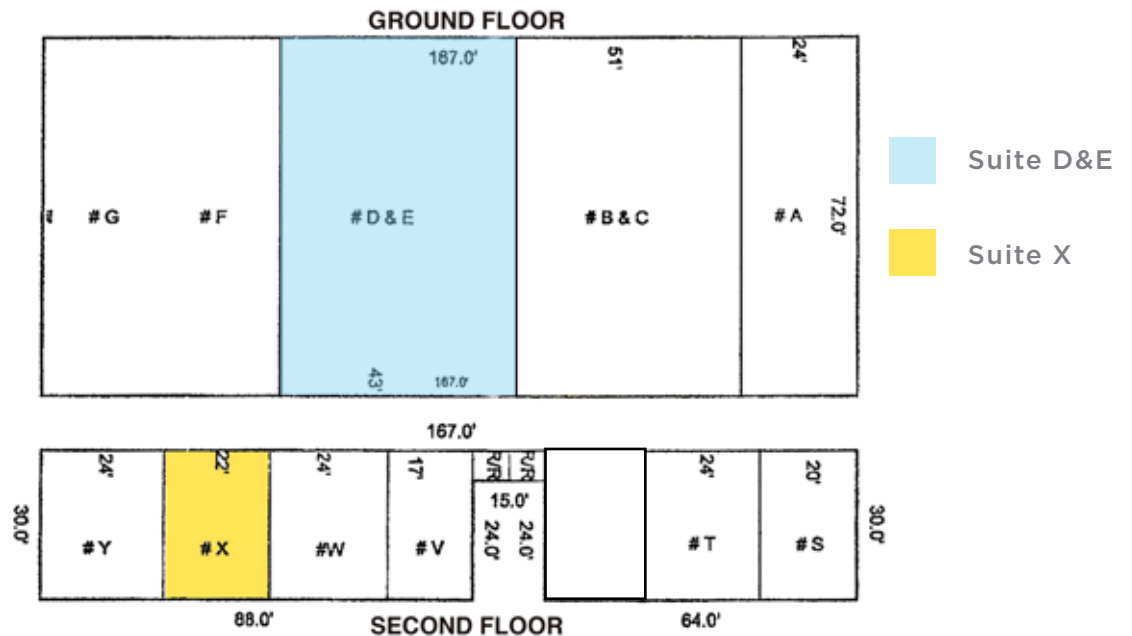 GROUND FLOOR
167.0'
51'
24'
Suite D&E
# G
# F
# D & E
# B & C
# A
72.0'
Suite X
43'
167.0'
167.0'
24'
22'
24'
17"
R/R
R/R
24'
20'
15.0'
30.0'
24.0'
24.0'
30.0'
# Y
# X
#W
# V
# T
# S
88.0'
SECOND FLOOR
64.0'